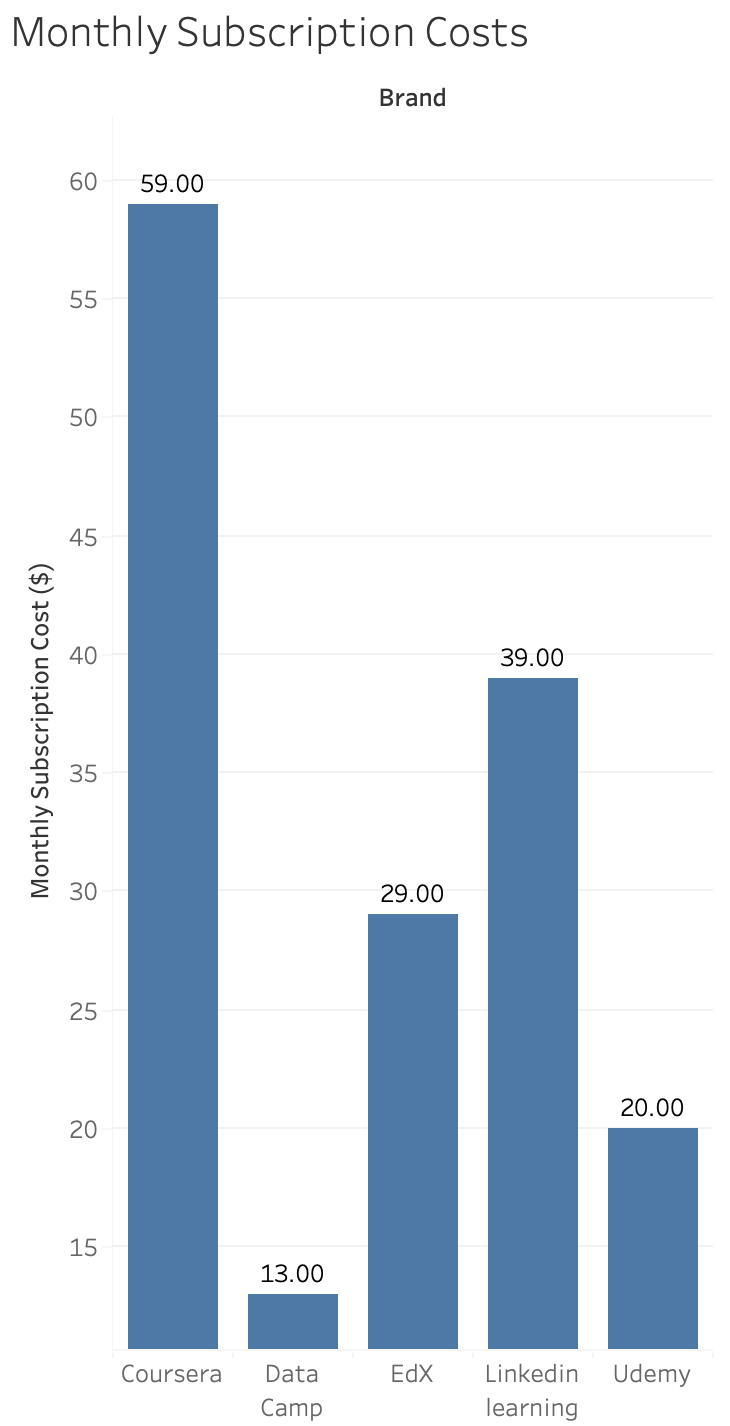 Monthly Subscription Costs
Brand
Monthly Subscription Cost ($)
60
55
50
45
40
35
30
25
20
15
59.00
13.00
29.00
39.00
20.00
Coursera
Data
Camp
EdX
Linkedin
learning
Udemy